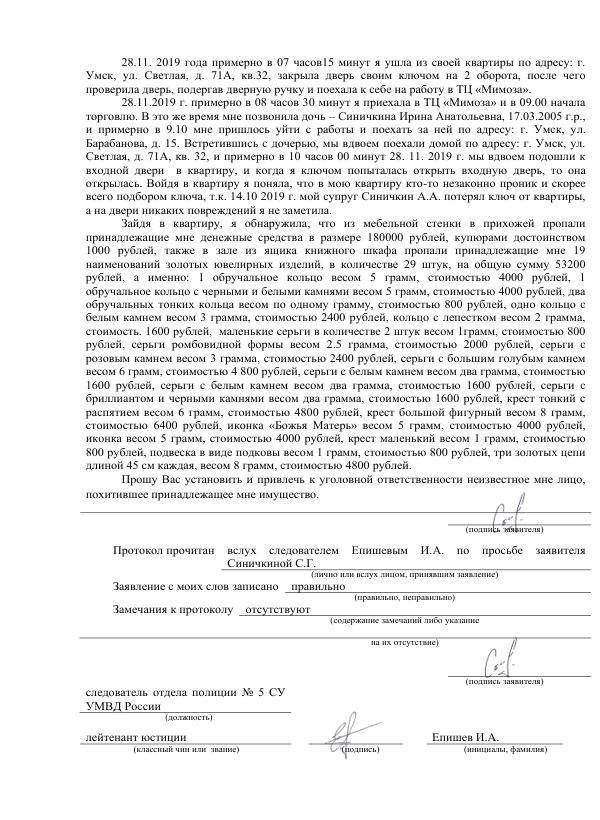 28.11. 2019 года примерно в 07 часов15 минут я ушла из своей квартиры по адресу: г.
Умск, ул. Светлая, д. 71А, кв.32, закрыла дверь своим ключом на 2 оборота, после чего
проверила дверь, подергав дверную ручку и поехала к себе на работу в ТЦ «Мимоза».
28.11.2019 г. примерно в 08 часов 30 минут я приехала в ТЦ «Мимоза» и в 09.00 начала
торговлю. В это же время мне позвонила дочь – Синичкина Ирина Анатольевна, 17.03.2005 г.р.,
и примерно в 9.10 мне пришлось уйти с работы и поехать за ней по адресу: г. Умск, ул.
Барабанова, д. 15. Встретившись с дочерью, мы вдвоем поехали домой по адресу: г. Умск, ул.
Светлая, д. 71А, кв. 32, и примерно в 10 часов 00 минут 28. 11. 2019 г. мы вдвоем подошли к
входной двери в квартиру, и когда я ключом попыталась открыть входную дверь, то она
открылась. Войдя в квартиру я поняла, что в мою квартиру кто-то незаконно проник и скорее
всего подбором ключа, т.к. 14.10 2019 г. мой супруг Синичкин А.А. потерял ключ от квартиры,
а на двери никаких повреждений я не заметила.
Зайдя в квартиру, я обнаружила, что из мебельной стенки в прихожей пропали
принадлежащие мне денежные средства в размере 180000 рублей, купюрами достоинством
1000 рублей, также в зале из ящика книжного шкафа пропали принадлежащие мне 19
наименований золотых ювелирных изделий, в количестве 29 штук, на общую сумму 53200
рублей, а именно: 1 обручальное кольцо весом 5 грамм, стоимостью 4000 рублей, 1
обручальное кольцо с черными и белыми камнями весом 5 грамм, стоимостью 4000 рублей, два
обручальных тонких кольца весом по одному грамму, стоимостью 800 рублей, одно кольцо с
белым камнем весом 3 грамма, стоимостью 2400 рублей, кольцо с лепестком весом 2 грамма,
стоимость. 1600 рублей, маленькие серьги в количестве 2 штук весом 1грамм, стоимостью 800
рублей, серьги ромбовидной формы весом 2.5 грамма, стоимостью 2000 рублей, серьги с
розовым камнем весом 3 грамма, стоимостью 2400 рублей, серьги с большим голубым камнем
весом 6 грамм, стоимостью 4 800 рублей, серьги с белым камнем весом два грамма, стоимостью
1600 рублей, серьги с белым камнем весом два грамма, стоимостью 1600 рублей, серьги с
бриллиантом и черными камнями весом два грамма, стоимостью 1600 рублей, крест тонкий с
распятием весом 6 грамм, стоимостью 4800 рублей, крест большой фигурный весом 8 грамм,
стоимостью 6400 рублей, иконка «Божья Матерь» весом 5 грамм, стоимостью 4000 рублей,
иконка весом 5 грамм, стоимостью 4000 рублей, крест маленький весом 1 грамм, стоимостью
800 рублей, подвеска в виде подковы весом 1 грамм, стоимостью 800 рублей, три золотых цепи
длиной 45 см каждая, весом 8 грамм, стоимостью 4800 рублей.
Прошу Вас установить и привлечь к уголовной ответственности неизвестное мне лицо,
похитившее принадлежащее мне имущество.
(подпись заявителя)
Протокол прочитан вслух следователем Епишевым И.А. по просьбе заявителя
Синичкиной С.Г.
(лично или вслух лицом, принявшим заявление)
Заявление с моих слов записано правильно
(правильно, неправильно)
Замечания к протоколу отсутствуют
(содержание замечаний либо указание
на их отсутствие)
(подпись заявителя)
следователь отдела полиции № 5 СУ
УМВД России
(должность)
лейтенант юстиции Епишев И.А.
(классный чин или звание) (подпись) (инициалы, фамилия)